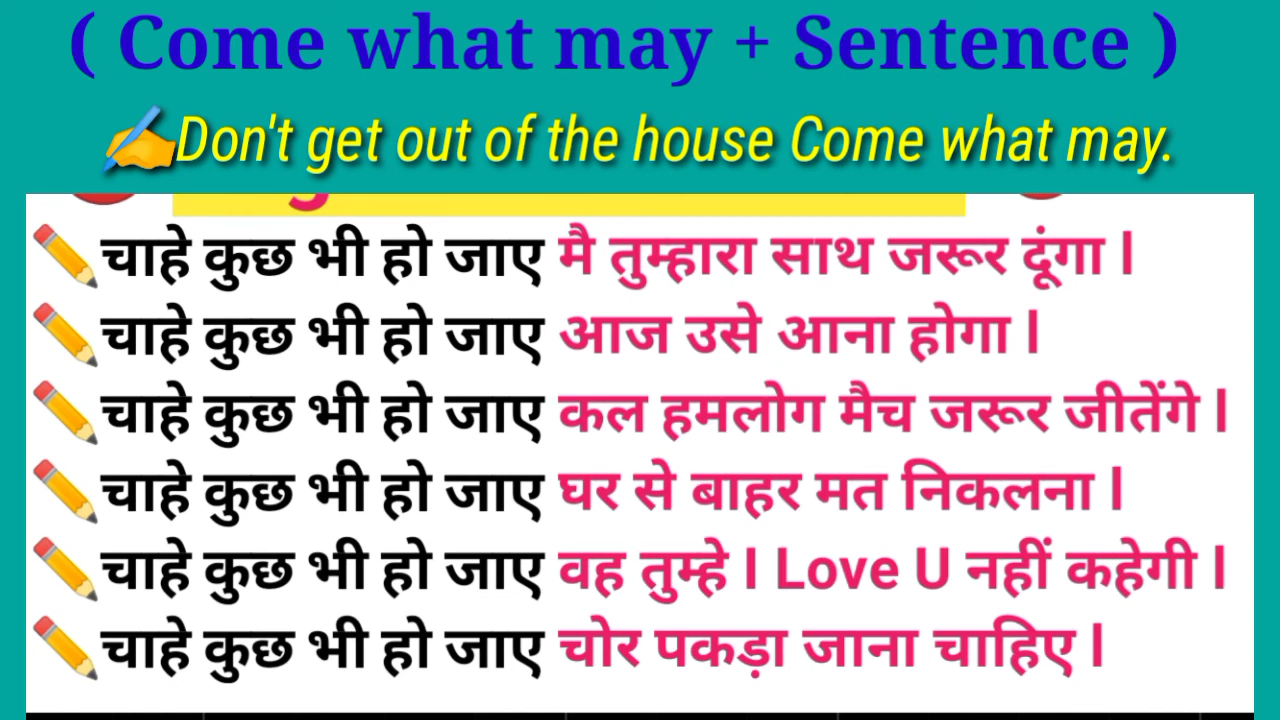 ( Come what may + Sentence )
Don't get out of the house Come what may.
चाहे कुछ भी हो जाए मै तुम्हारा साथ जरूर दूंगा l
चाहे कुछ भी हो जाए आज उसे आना होगा l
चाहे कुछ भी हो जाए कल हमलोग मैच जरूर जीतेंगे l
चाहे कुछ भी हो जाए घर से बाहर मत निकलना l
चाहे कुछ भी हो जाए वह तुम्हे I Love U नहीं कहेगी l
चाहे कुछ भी हो जाए चोर पकड़ा जाना चाहिए l